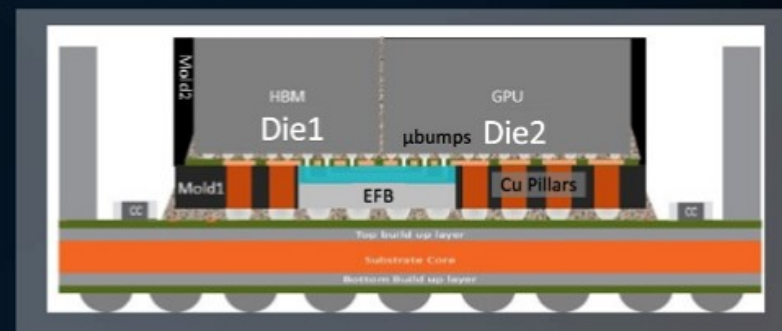 Mold2
HBM
GPU
Die1
μbumps
Die2
Mold1
EFB
Cu Pillars
CC
CC
Top build up layer
Substrate Core
Bottom Build up layer